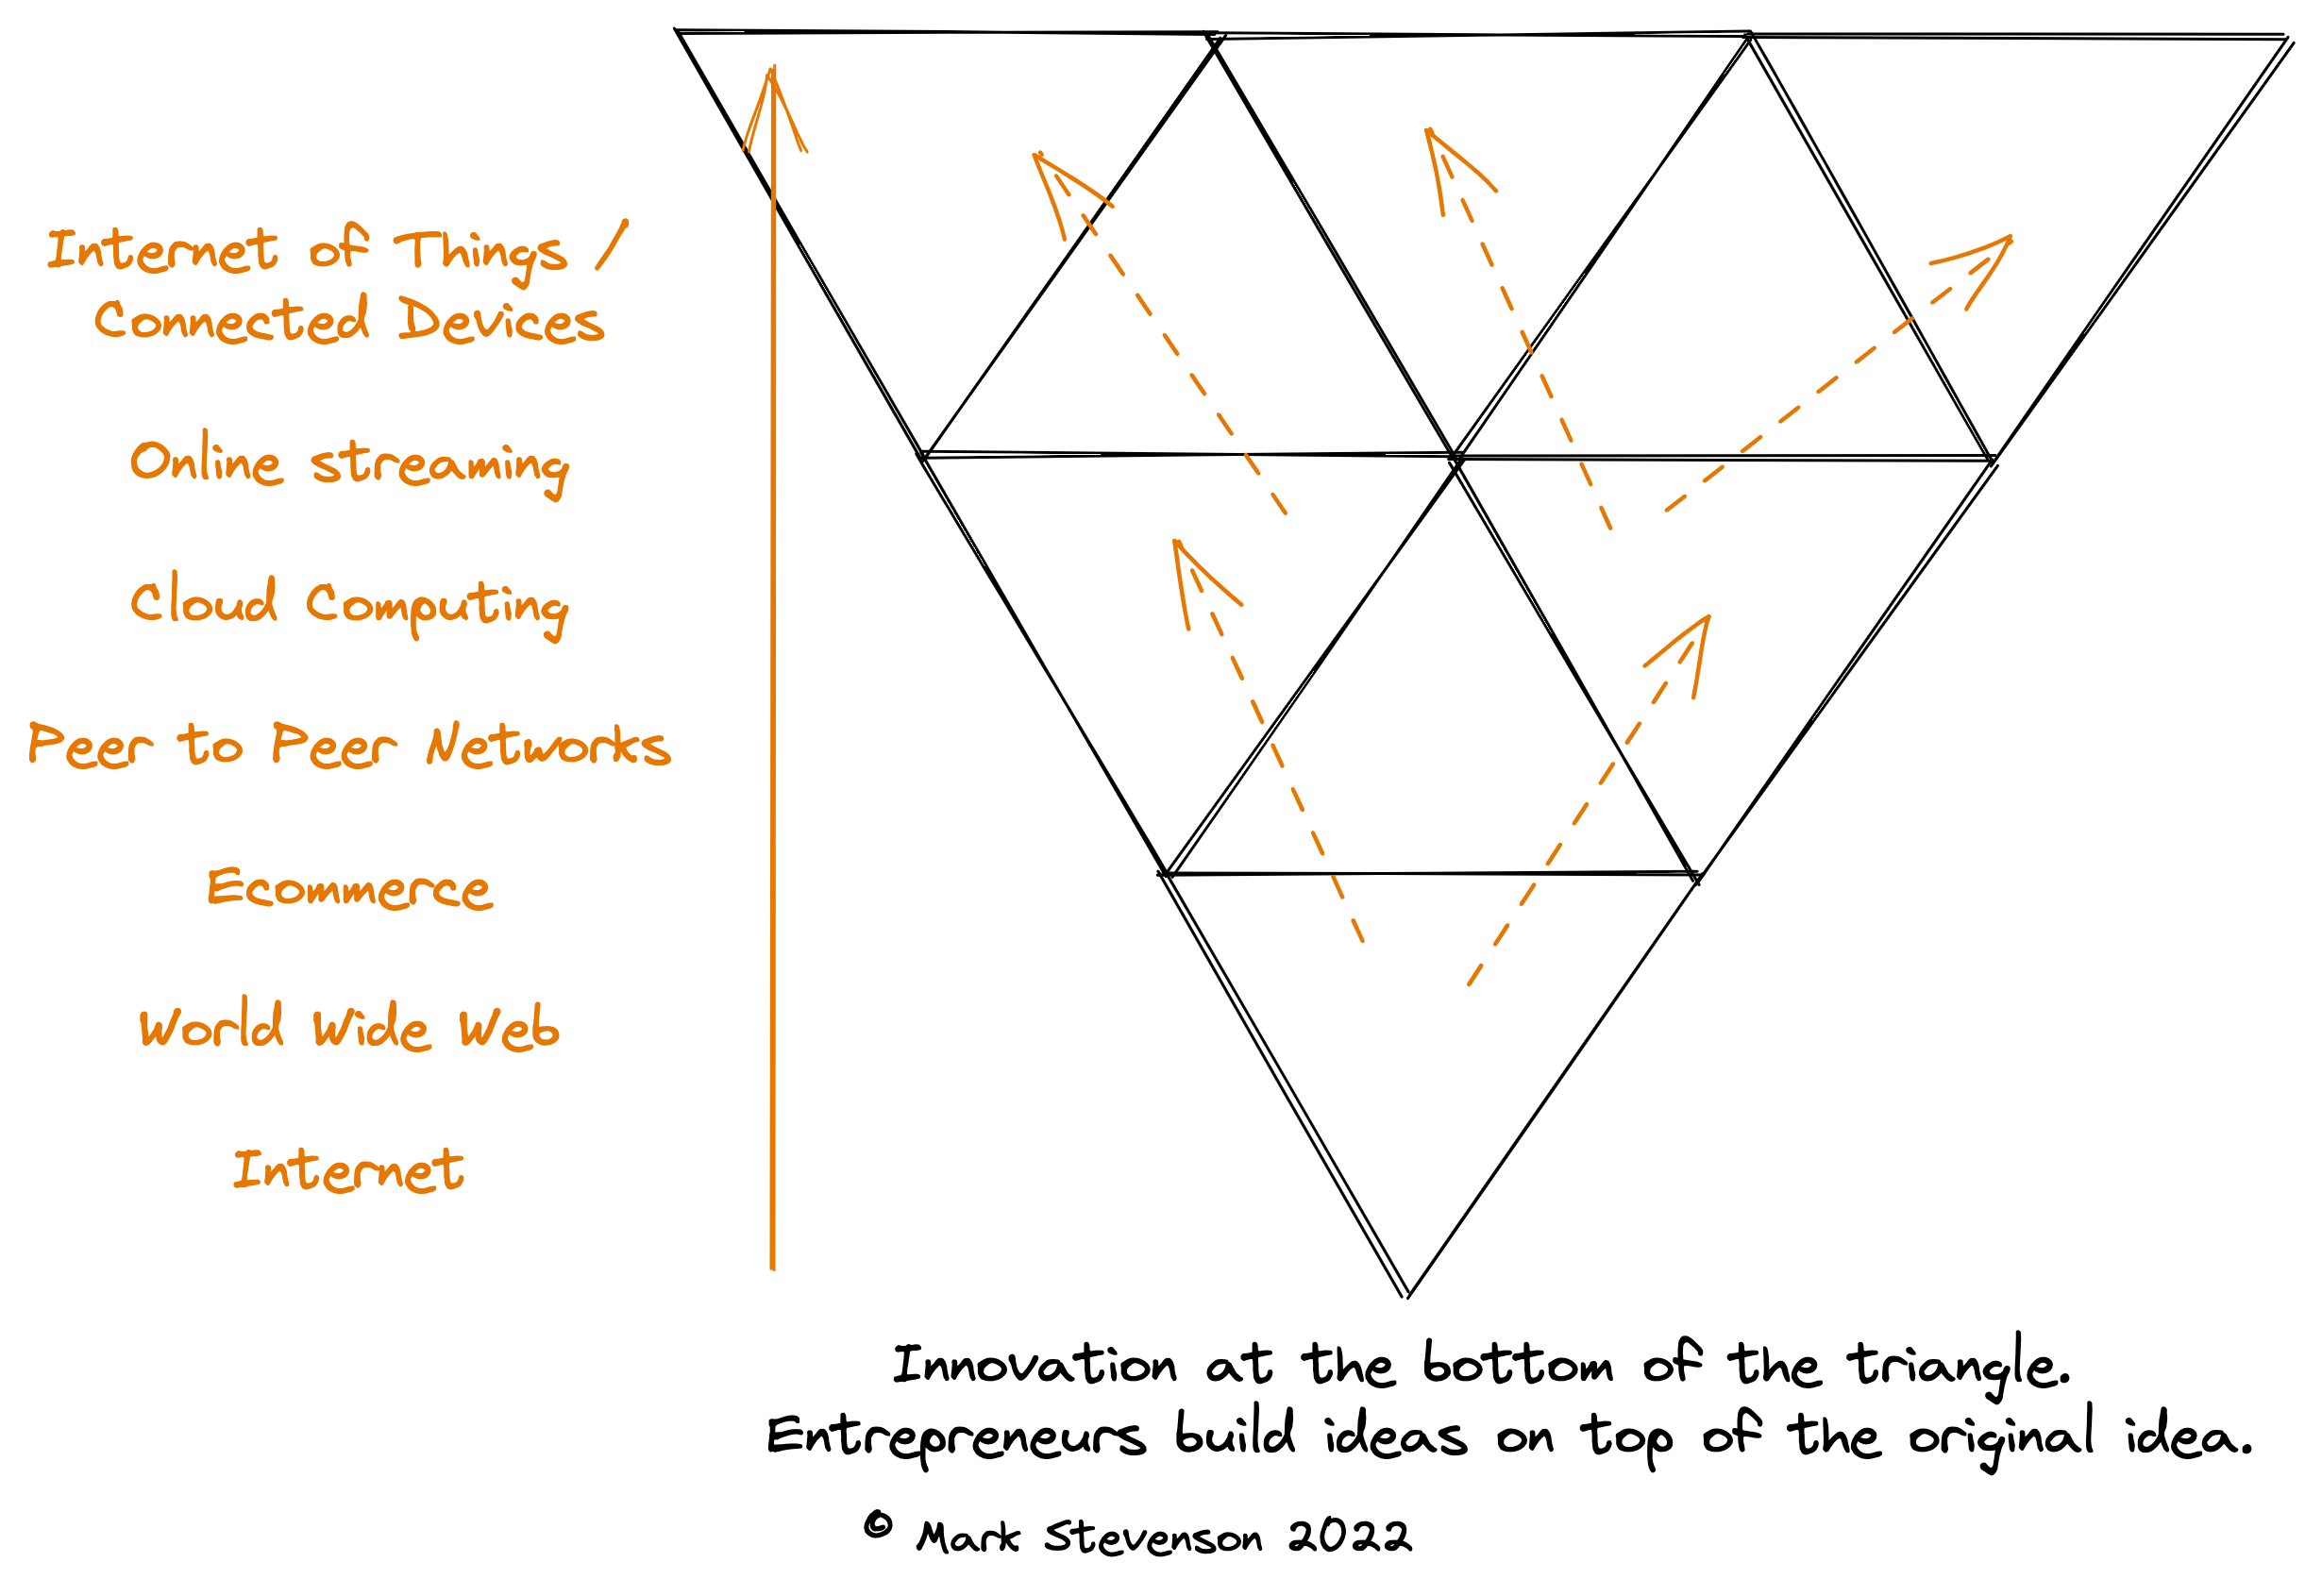 Internet of Things /
Connected Devices
Online streaming
Cloud Computing
Peer to Peer Networks
Ecommerce
World Wide Web
Internet
Innovation at the bottom of the triangle.
Entrepreneurs build ideas on top of the original idea.
© Mark Stevenson 2022